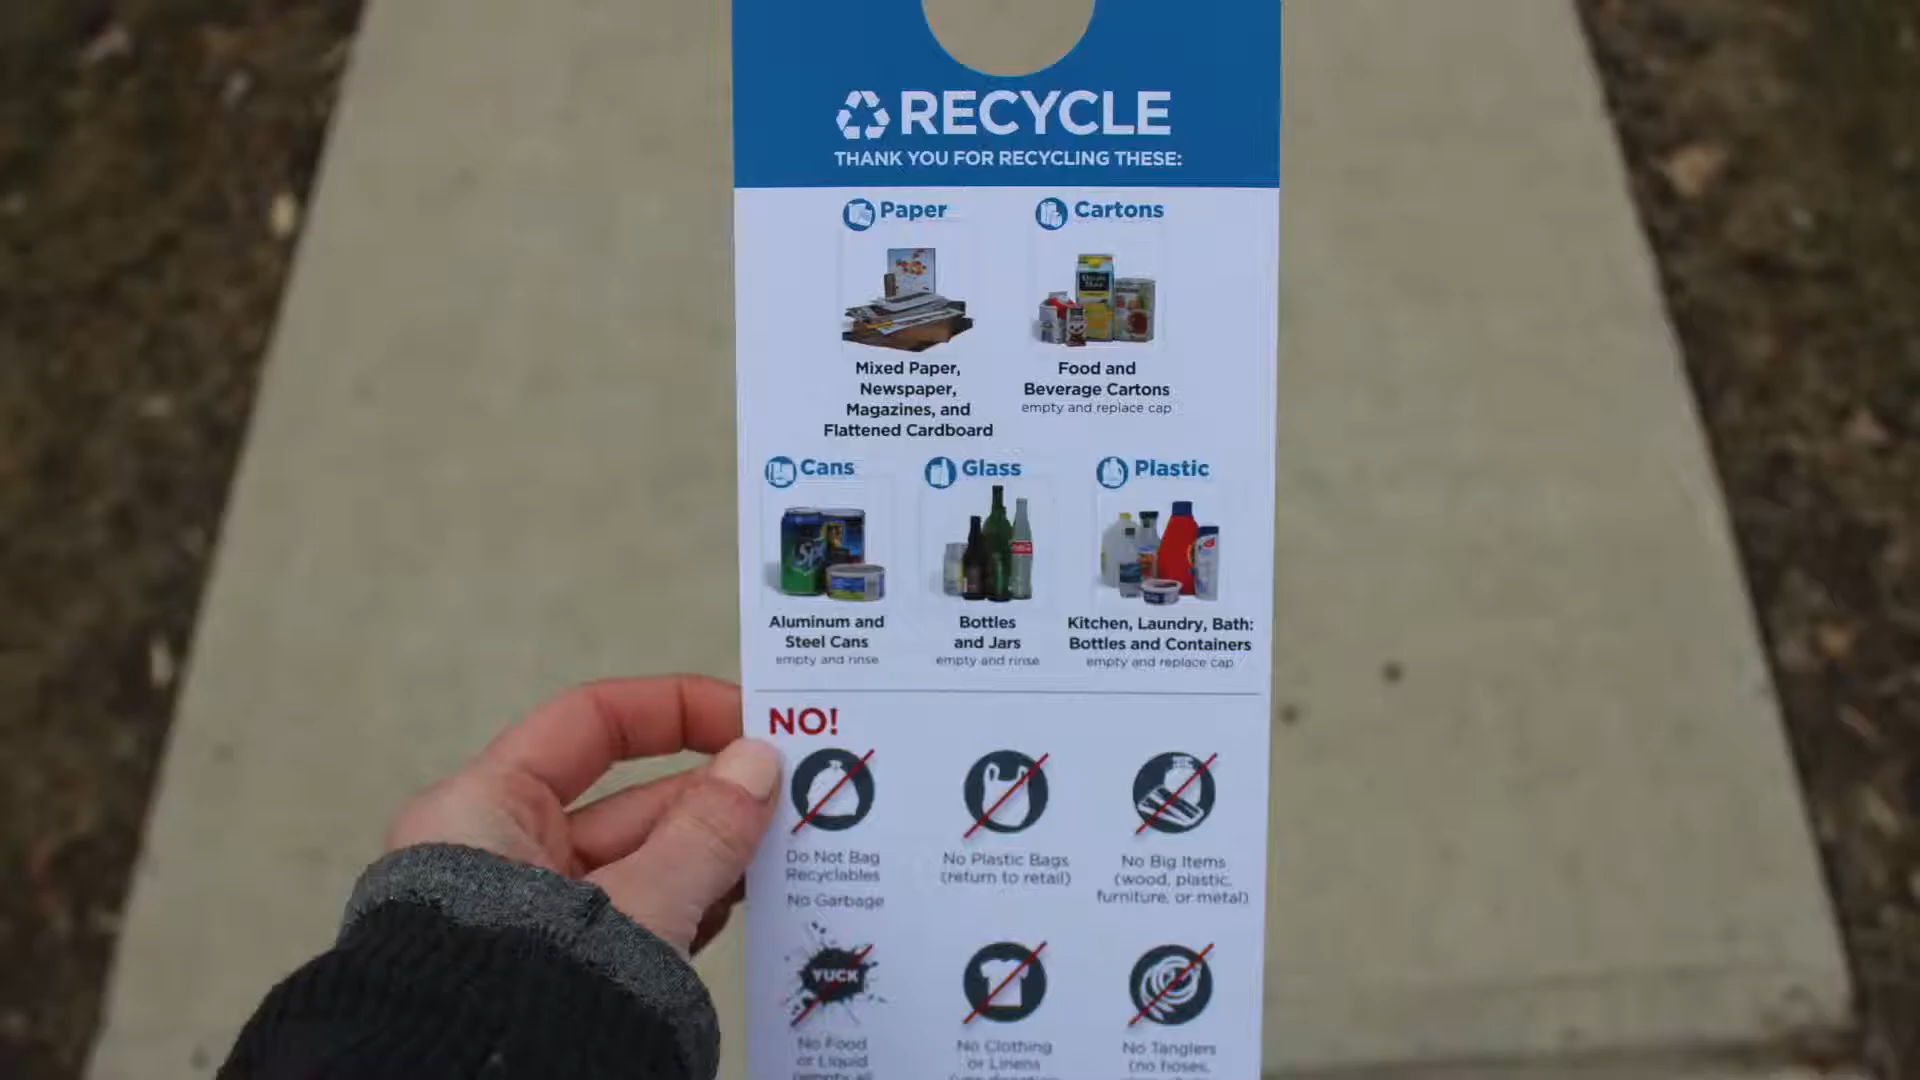 RECYCLE
THANK YOU FOR RECYCLING THESE:
Paper
Mixed Paper,
Newspaper,
Magazines, and
Flattened Cardboard
Cartons
Food and
Beverage Cartons
empty and replace cap
Cans
Aluminum and
Steel Cans
empty and rinse
Glass
Bottles
and Jars
empty and rinse
Plastic
Kitchen, Laundry, Bath:
Bottles and Containers
empty and replace cap
NO!
Do Not Bag
Recyclables
No Garbage
No Plastic Bags
(return to retail)
No Big Items
(wood, plastic,
furniture, or metal)
YUCK
No Food
or Liquid
(empty all
No Clothing
or Linens
No Tanglers
(no hoses,